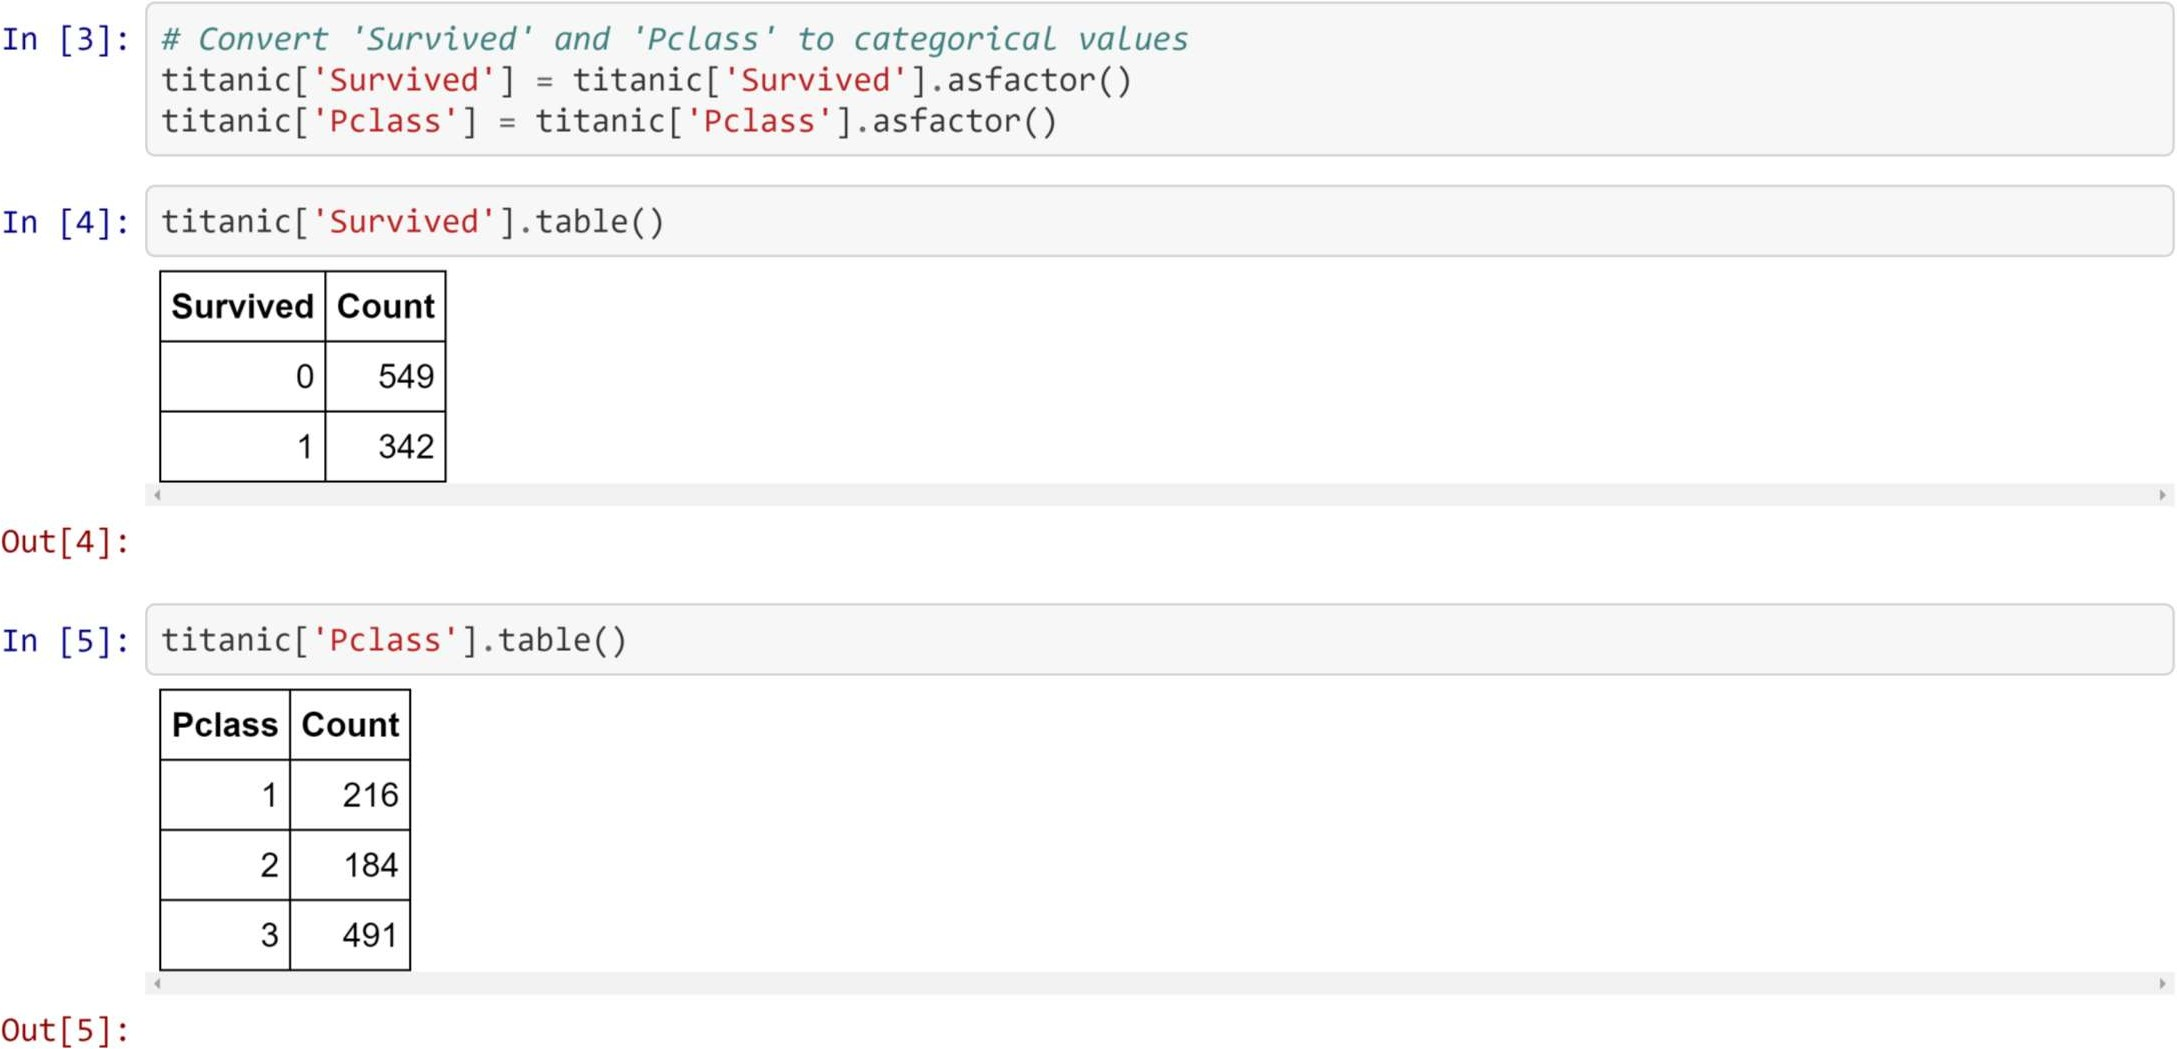 In [3]: # Convert 'Survived' and 'Pclass' to categorical values
titanic['Survived'] = titanic['Survived'].asfactor()
titanic['Pclass'] = titanic['Pclass'].asfactor()
In [4]: titanic['Survived'].table()
Survived Count
0 549
1 342
Out[4]:
In [5]: titanic['Pclass'].table()
Pclass Count
1 216
2 184
3 491
Out[5]: